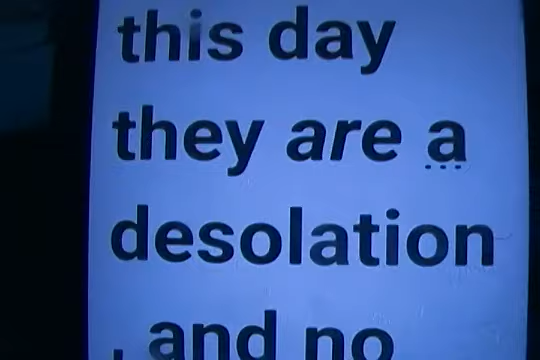 this day
they are a
desolation
, and no